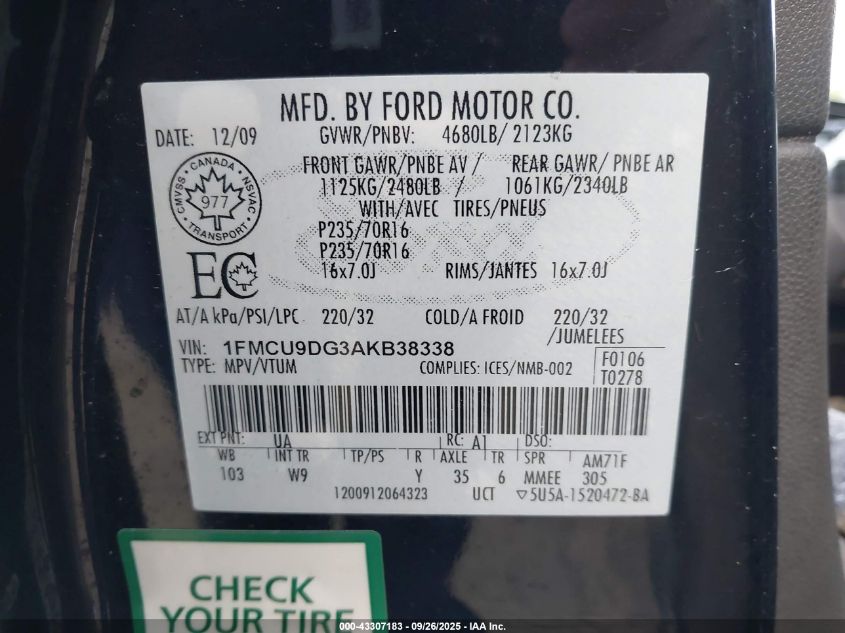 MFD. BY FORD MOTOR CO.
DATE: 12/09 GVWR/PNBV: 4680LB/ 2123KG
FRONT GAWR/PNBE AV / REAR GAWR/ PNBE AR
1125KG/2480LB / 1061KG/2340LB
WITH/AVEC TIRES/PNEUS
CANADA
CMVSS 977 NSVAC
TRANSPORT
P235/70R16
P235/70R16
EC 16x7.0J RIMS/JANTES 16x7.0J
AT/A kPa/PSI/LPC 220/32 COLD/A FROID 220/32
/JUMELEES
VIN: 1FMCU9DG3AKB38338 F0106
TYPE: MPV/VTUM COMPLIES: ICES/NMB-002 T0278
EXT PNT: UA RC: A1 DSO:
WB INT TR TP/PS R AXLE TR SPR AM71F
103 W9 Y 35 6 MMEE 305
1200912064323 UCT ▽5U5A-1520472-BA
CHECK
YOUR TIRE
000-43307183 - 09/26/2025 - IAA, Inc.